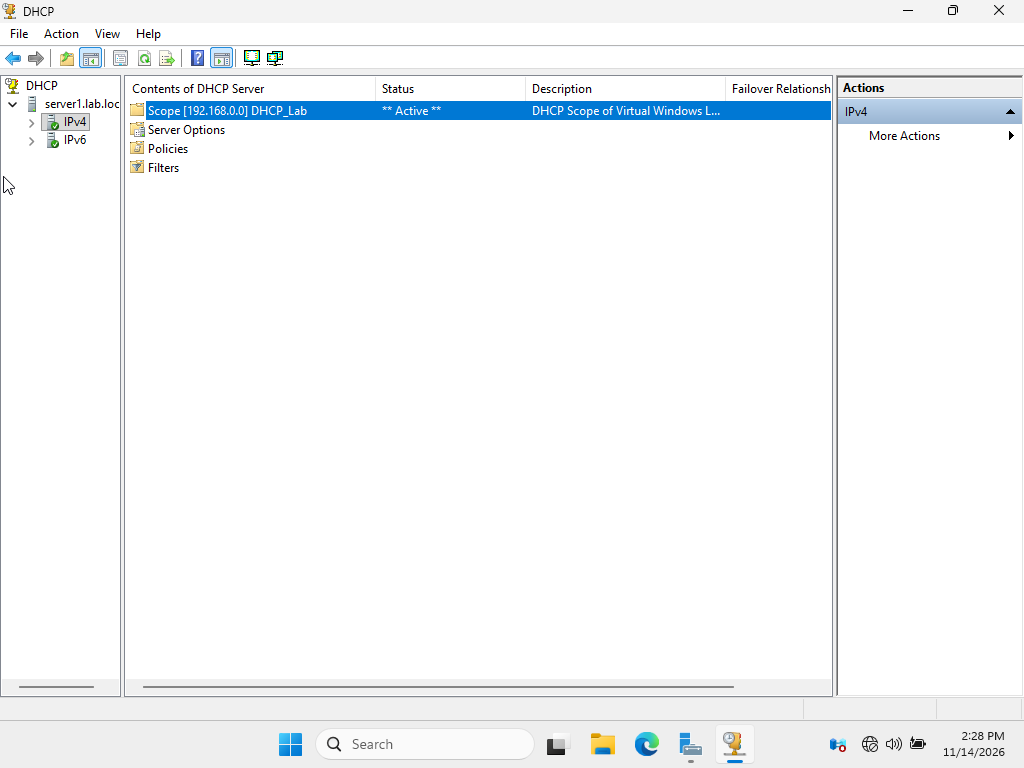 DHCP
File Action View Help
DHCP
server1.lab.loc
IPv4
IPv6
Contents of DHCP Server Status Description Failover Relationsh
Scope [192.168.0.0] DHCP_Lab ** Active ** DHCP Scope of Virtual Windows L...
Server Options
Policies
Filters
Actions
IPv4
More Actions
Search
2:28 PM
11/14/2026